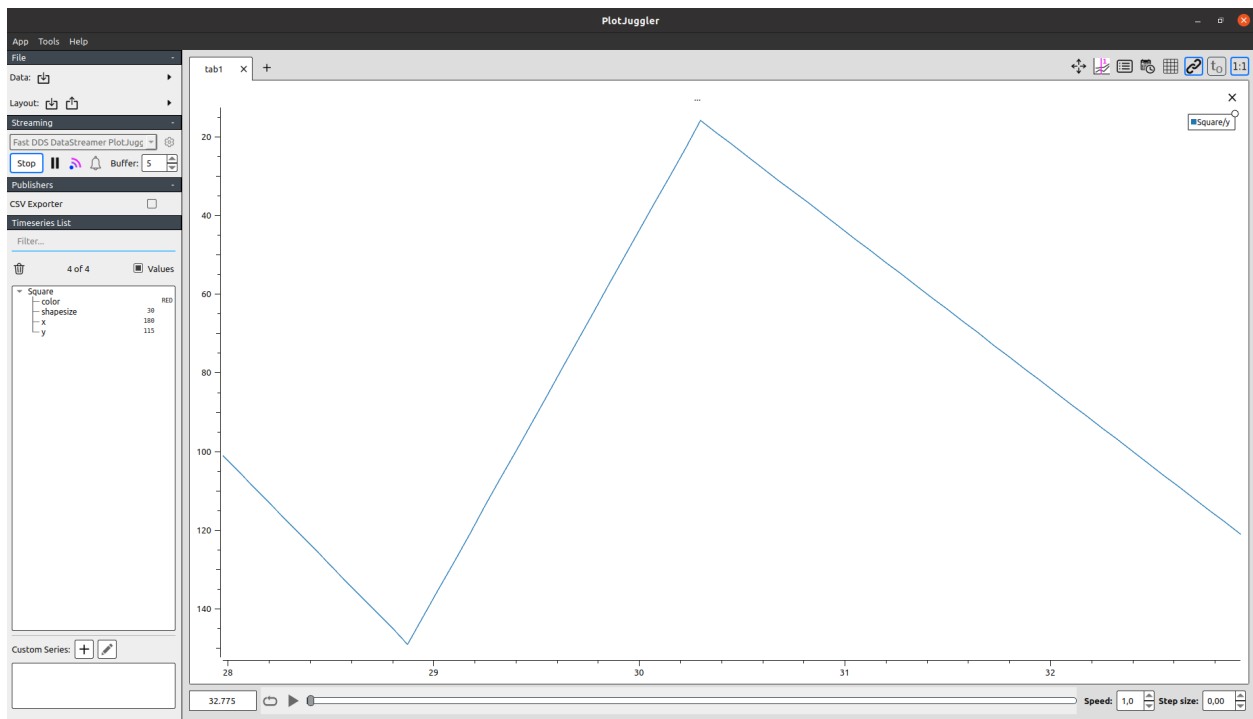 PlotJuggler
App Tools Help
File -
Data:
Layout:
Streaming -
Fast DDS DataStreamer PlotJugg
Stop Buffer: 5
Publishers -
CSV Exporter
Timeseries List
Filter...
4 of 4 Values
Square
color RED
shapesize 30
x 180
y 115
Custom Series:
tab1 × +
t0 1:1
...
Square/y
20
40
60
80
100
120
140
28 29 30 31 32
32.775 Speed: 1,0 Step size: 0,00